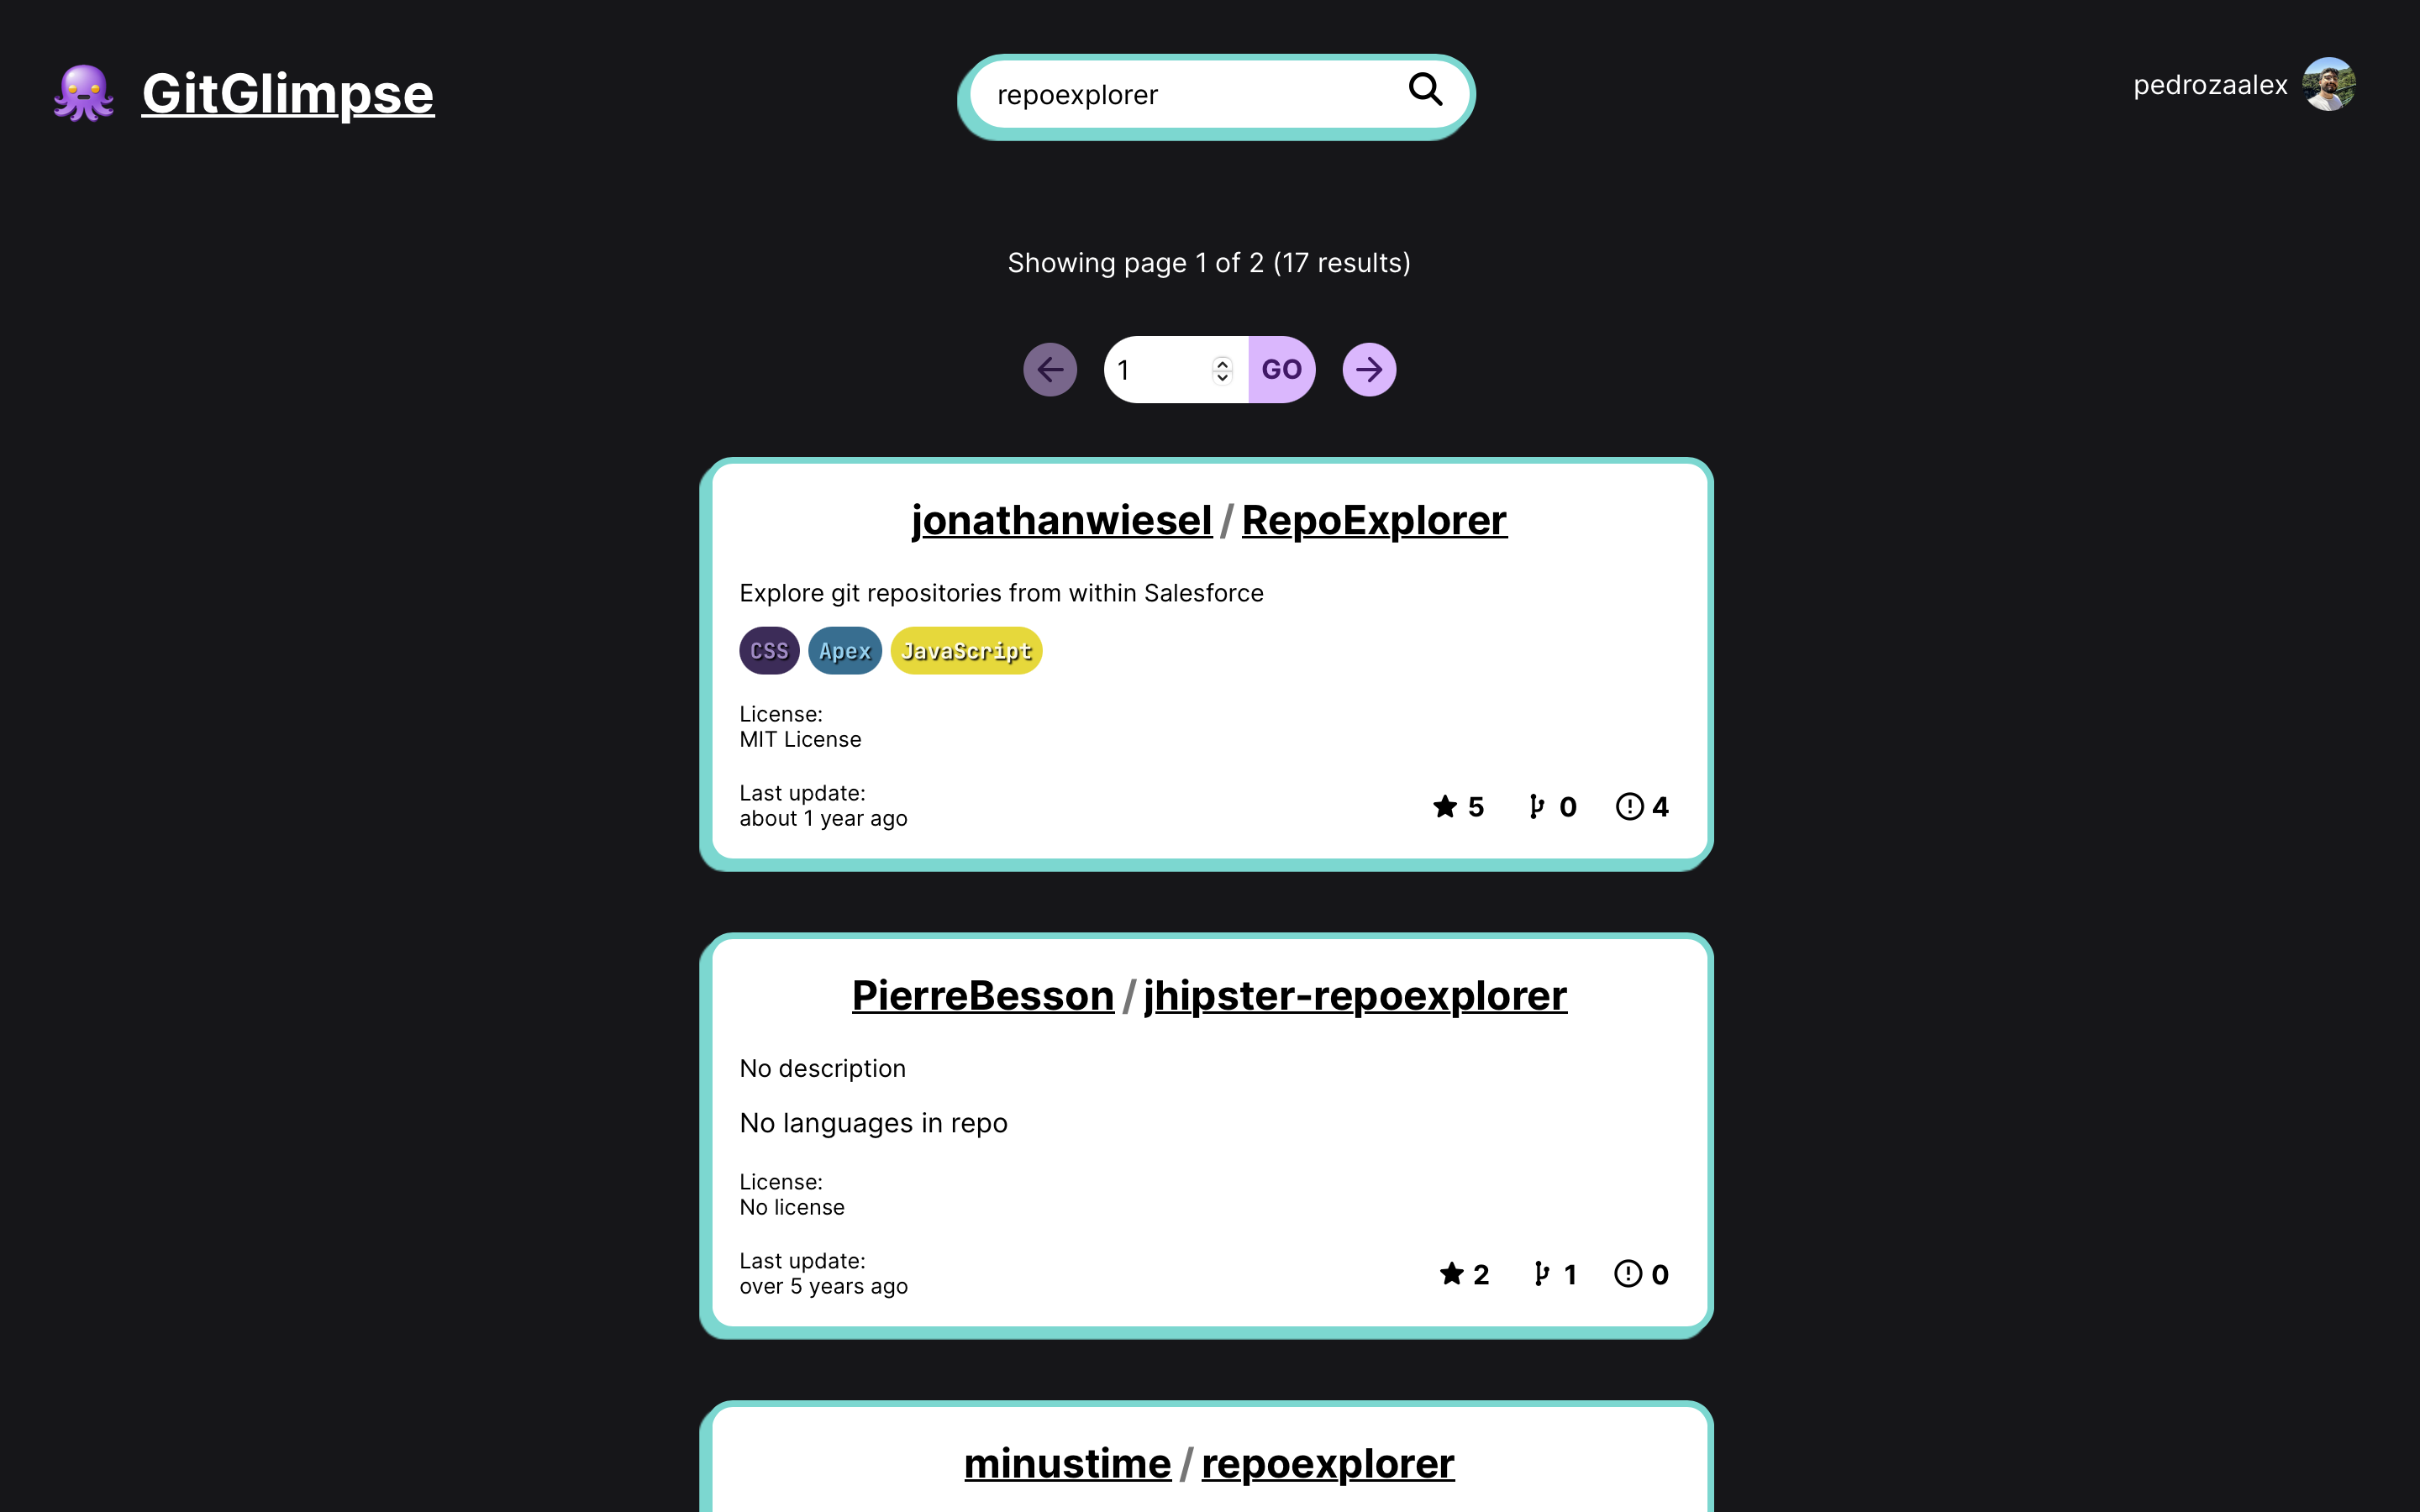 GitGlimpse
repoexplorer
pedrozaalex
Showing page 1 of 2 (17 results)
1
GO
jonathanwiesel / RepoExplorer
Explore git repositories from within Salesforce
CSS Apex JavaScript
License:
MIT License
Last update:
about 1 year ago
5 0 4
PierreBesson / jhipster-repoexplorer
No description
No languages in repo
License:
No license
Last update:
over 5 years ago
2 1 0
minustime / repoexplorer